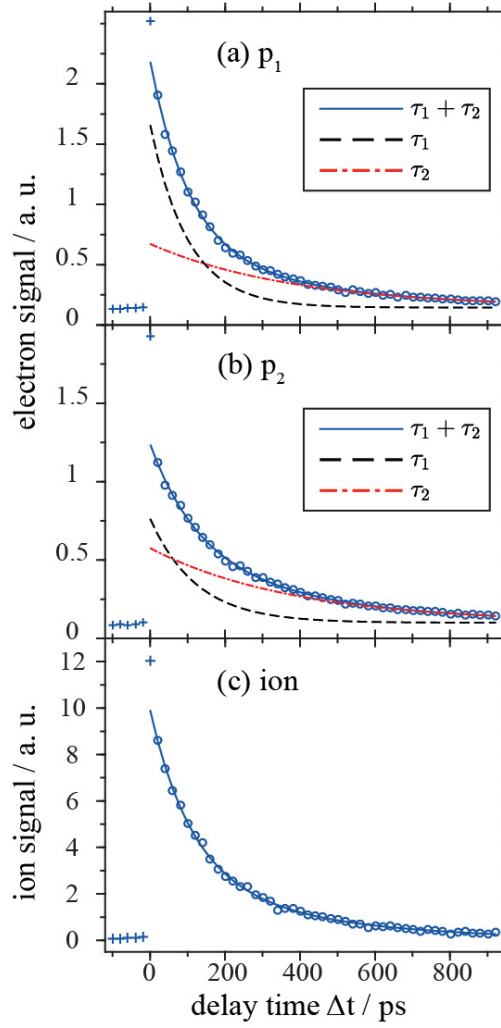 (a) p₁
2
1.5
1
0.5
0
τ₁ + τ₂
τ₁
τ₂
electron signal / a. u.
(b) p₂
1.5
1
0.5
0
τ₁ + τ₂
τ₁
τ₂
(c) ion
12
10
8
6
4
2
0
ion signal / a. u.
0 200 400 600 800
delay time Δt / ps